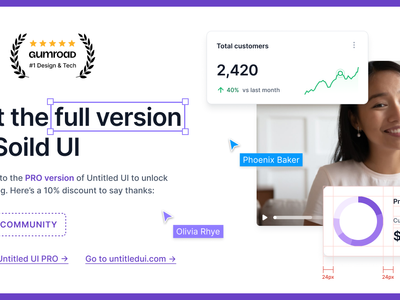 GUMROAD
#1 Design & Tech
t the full version
Soild UI
to the PRO version of Untitled UI to unlock
g. Here's a 10% discount to say thanks:
COMMUNITY
Untitled UI PRO →
Go to untitledui.com →
Total customers
2,420
↑ 40% vs last month
Phoenix Baker
Olivia Rhye
Pr
Cu
$
24px
24px